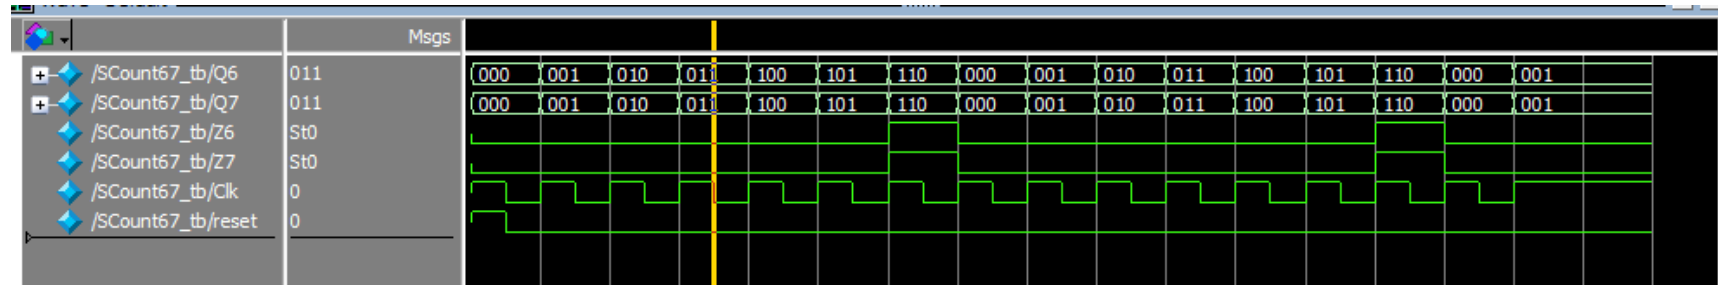 Msgs
/SCount67_tb/Q6 011 000 001 010 011 100 101 110 000 001 010 011 100 101 110 000 001
/SCount67_tb/Q7 011 000 001 010 011 100 101 110 000 001 010 011 100 101 110 000 001
/SCount67_tb/Z6 St0
/SCount67_tb/Z7 St0
/SCount67_tb/Clk 0
/SCount67_tb/reset 0